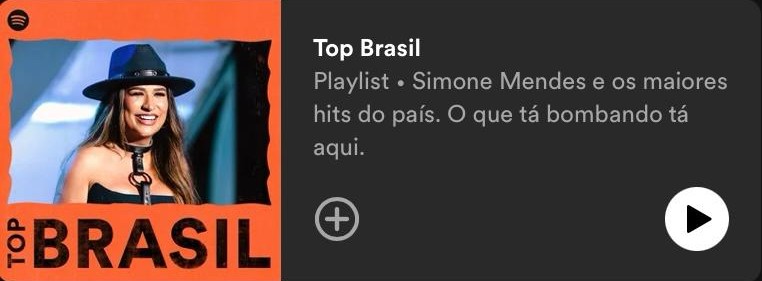 TOP
BRASIL
Top Brasil
Playlist • Simone Mendes e os maiores
hits do país. O que tá bombando tá
aqui.